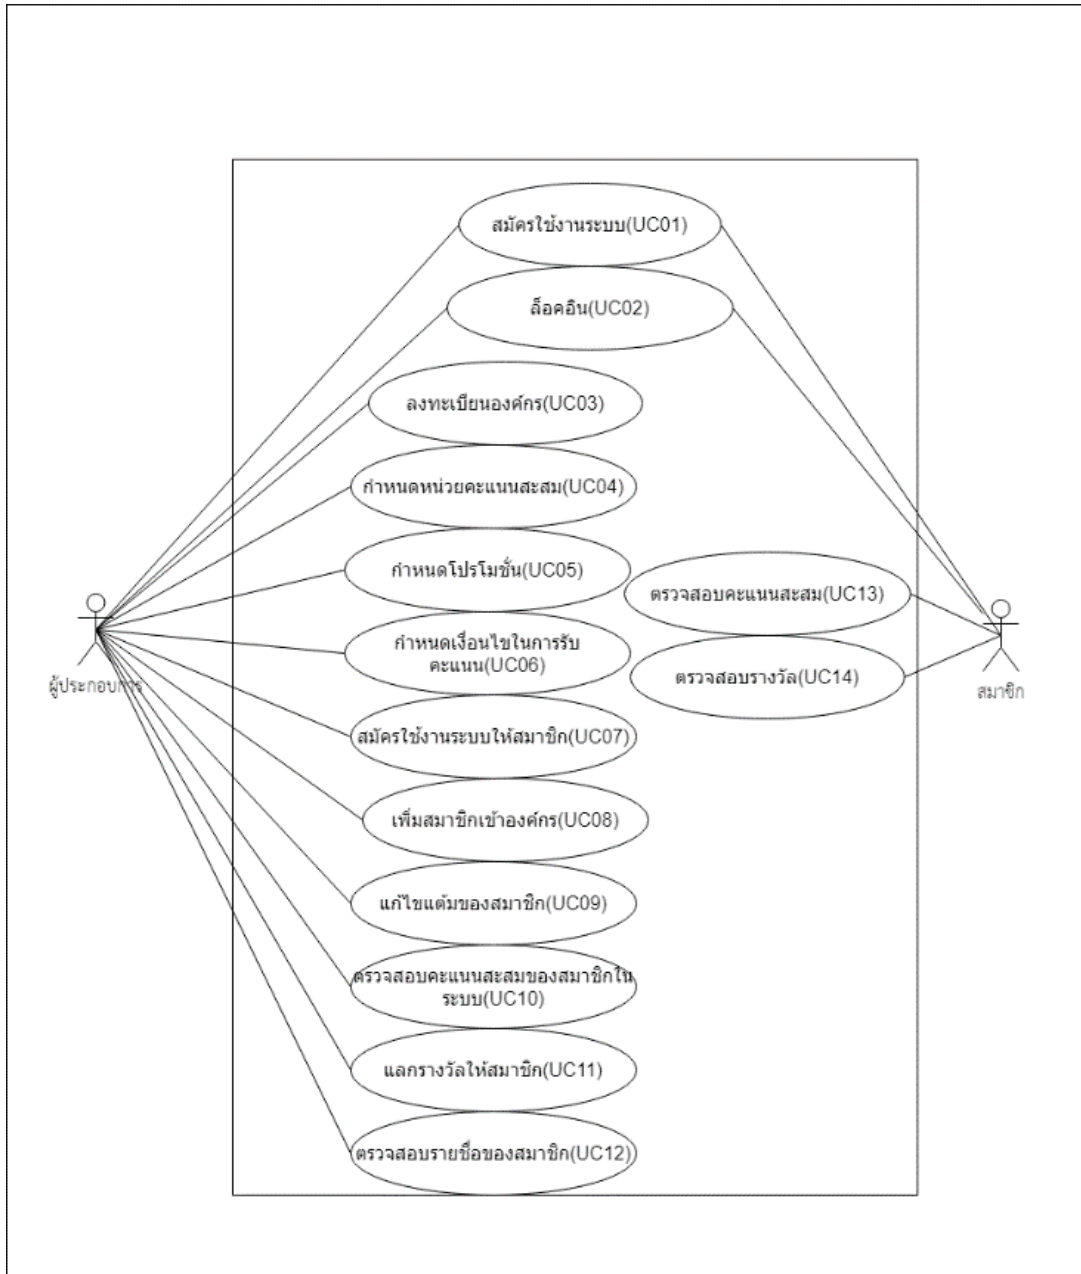 สมัครใช้งานระบบ(UC01)
ล็อคอิน(UC02)
ลงทะเบียนองค์กร(UC03)
กำหนดหน่วยคะแนนสะสม(UC04)
กำหนดโปรโมชั่น(UC05)
ตรวจสอบคะแนนสะสม(UC13)
กำหนดเงื่อนไขในการรับ
คะแนน(UC06)
ตรวจสอบรางวัล(UC14)
ผู้ประกอบการ
สมาชิก
สมัครใช้งานระบบให้สมาชิก(UC07)
เพิ่มสมาชิกเข้าองค์กร(UC08)
แก้ไขแต้มของสมาชิก(UC09)
ตรวจสอบคะแนนสะสมของสมาชิกใน
ระบบ(UC10)
แลกรางวัลให้สมาชิก(UC11)
ตรวจสอบรายชื่อของสมาชิก(UC12)